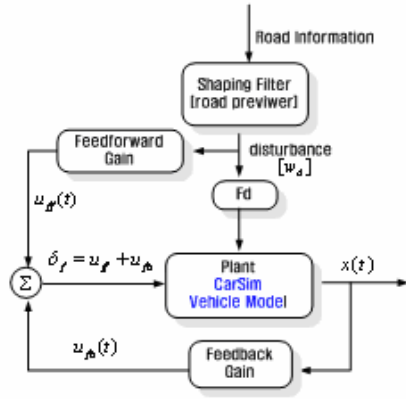 Road Information
Shaping Filter
[road previwer]
Feedforward
Gain
disturbance
[w_d]
u_ff(t)
Fd
δ_f = u_ff + u_fb
Plant
CarSim
Vehicle Model
x(t)
Σ
u_fb(t)
Feedback
Gain